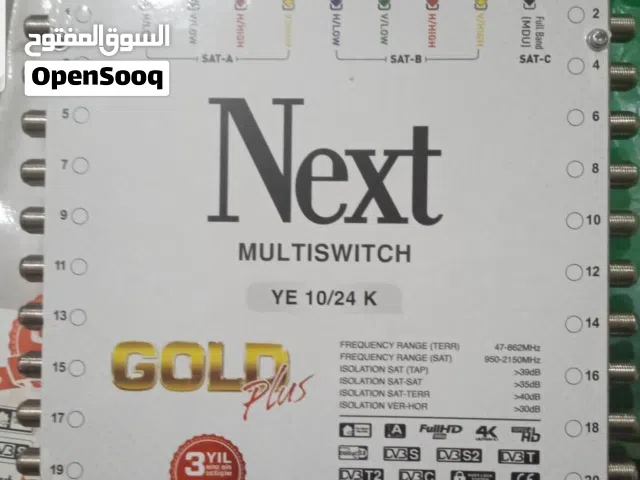 السوق المفتوح
OpenSooq
H/HIGH
H/LOW
V/LOW
H/HIGH
V/HIGH
Full Band
(MDU)
SAT-A
SAT-B
SAT-C
1
2
4
5
6
7
8
9
10
11
12
13
14
15
16
17
18
19
Next
MULTISWITCH
YE 10/24 K
GOLD
plus
FREQUENCY RANGE (TERR) 47-862MHz
FREQUENCY RANGE (SAT) 950-2150MHz
ISOLATION SAT (TAP) >39dB
ISOLATION SAT-SAT >35dB
ISOLATION SAT-TERR >40dB
ISOLATION VER-HOR >30dB
A FullHD 4K
DVB S DVB S2 DVB T
DVB T2 DVB C
3 YIL